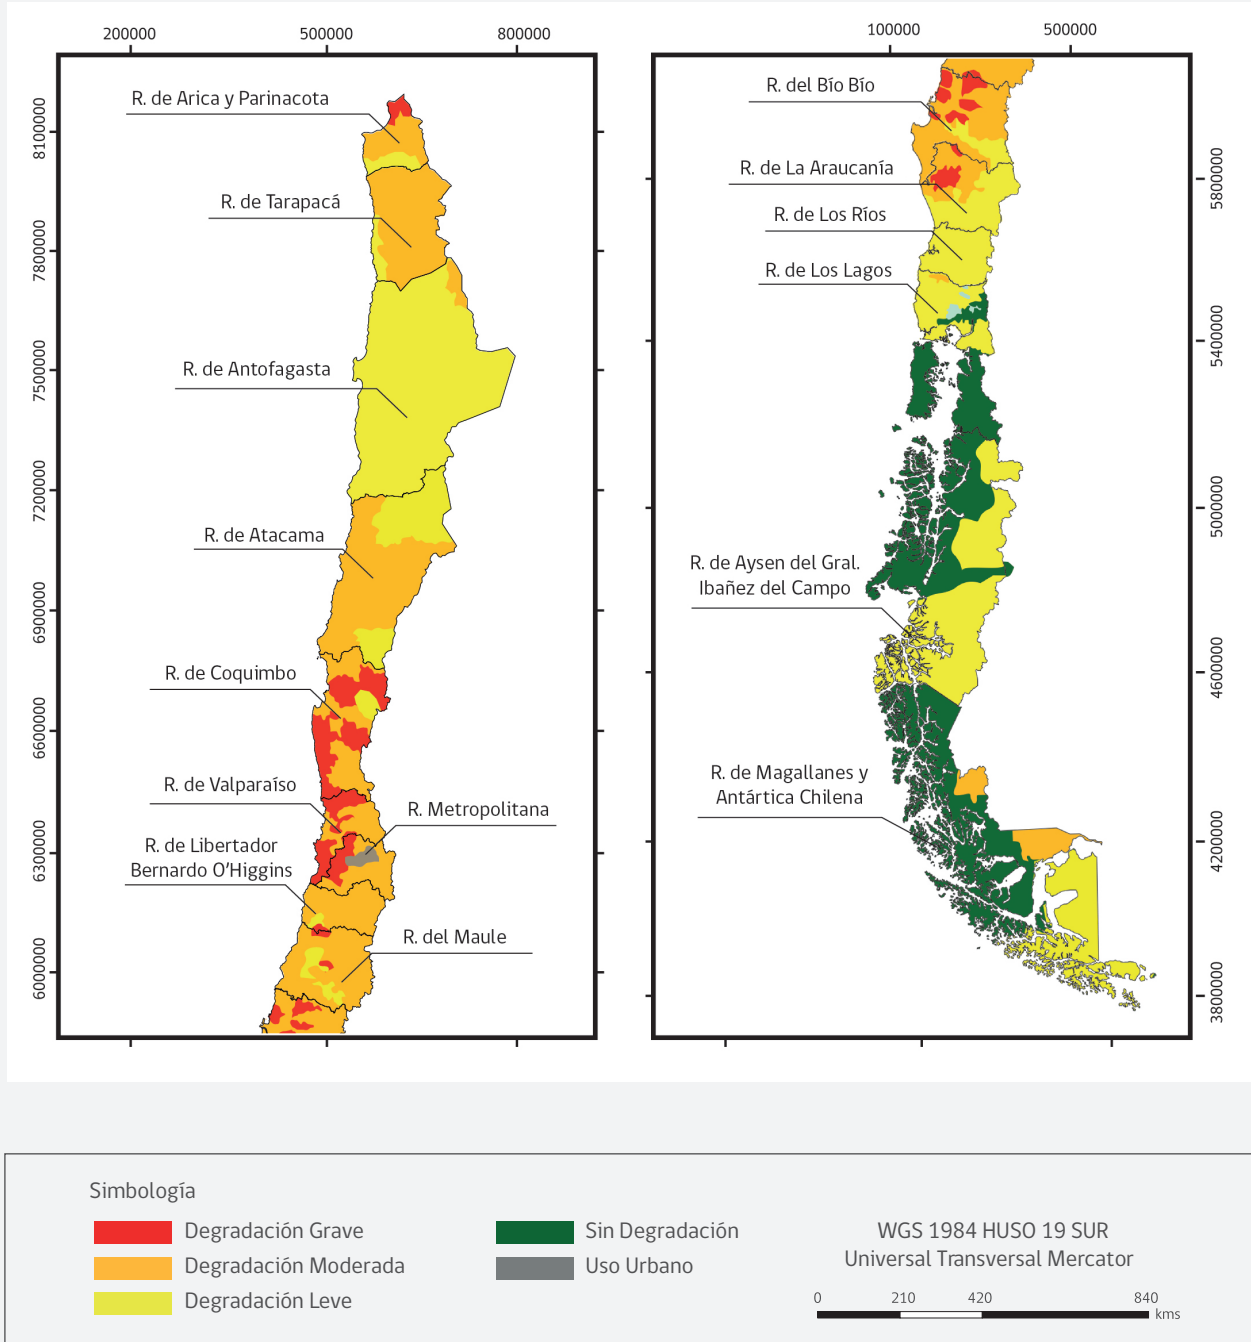 200000
500000
800000
8100000
7800000
7500000
7200000
6900000
6600000
6300000
6000000
R. de Arica y Parinacota
R. de Tarapacá
R. de Antofagasta
R. de Atacama
R. de Coquimbo
R. de Valparaíso
R. Metropolitana
R. de Libertador
Bernardo O'Higgins
R. del Maule
1000000
500000
5800000
5400000
5000000
4600000
4200000
3800000
R. del Bío Bío
R. de La Araucanía
R. de Los Ríos
R. de Los Lagos
R. de Aysen del Gral.
Ibañez del Campo
R. de Magallanes y
Antártica Chilena
Simbología
Degradación Grave
Degradación Moderada
Degradación Leve
Sin Degradación
Uso Urbano
WGS 1984 HUSO 19 SUR
Universal Transversal Mercator
0 210 420 840
kms